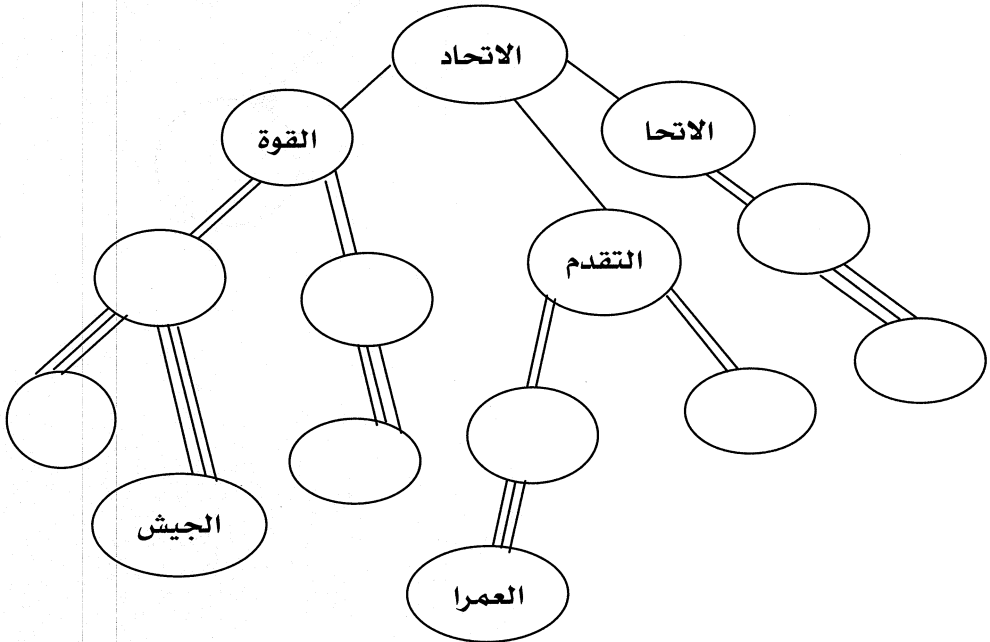 الاتحاد
الاتحا
القوة
التقدم
الجيش
العمرا